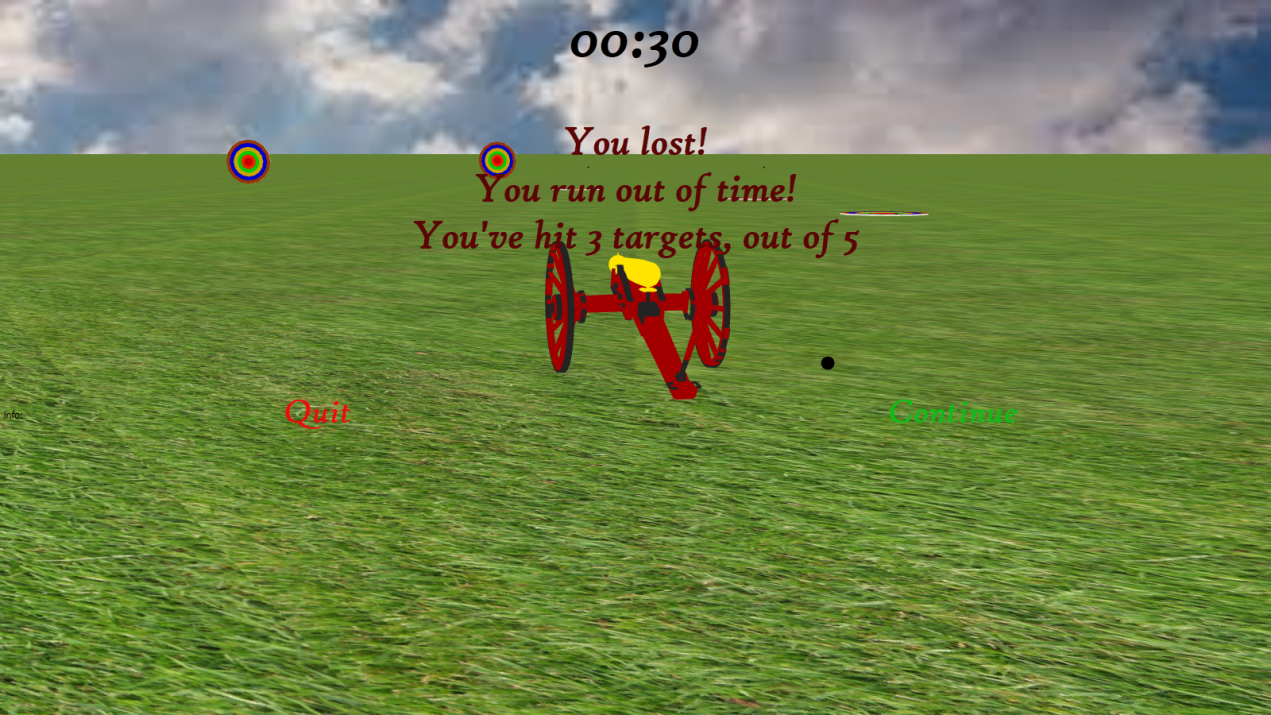 00:30
You lost!
You run out of time!
You've hit 3 targets, out of 5
Quit
Continue
info: